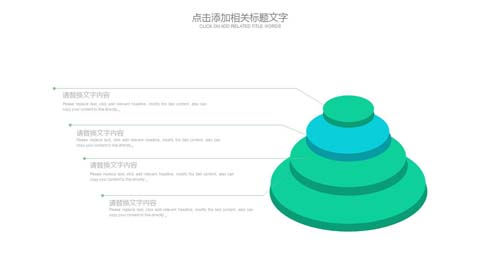 点击添加相关标题文字
CLICK ON ADD RELATED TITLE WORDS
请替换文字内容
Please replace text, click add relevant headline, modify the text content, also can
copy your content to this directly.
请替换文字内容
Please replace text, click add relevant headline, modify the text content, also can
copy your content to this directly.
请替换文字内容
Please replace text, click add relevant headline, modify the text content, also can
copy your content to this directly.
请替换文字内容
Please replace text, click add relevant headline, modify the text content, also can
copy your content to this directly.